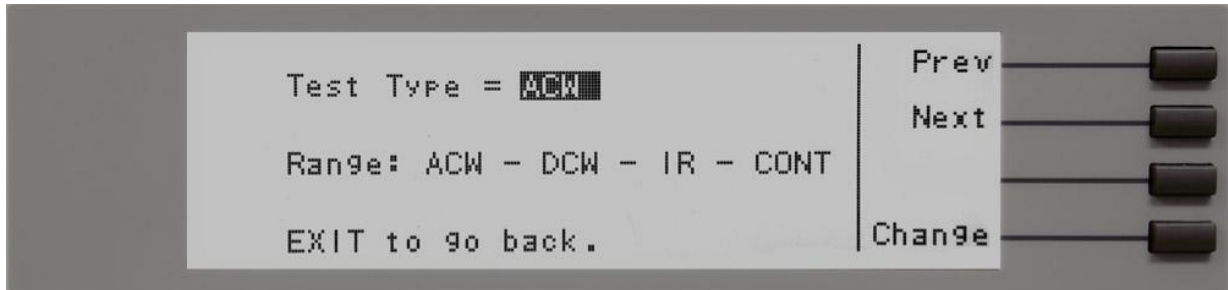 Test Type = ACW
Range: ACW - DCW - IR - CONT
EXIT to go back.
Prev
Next
Change